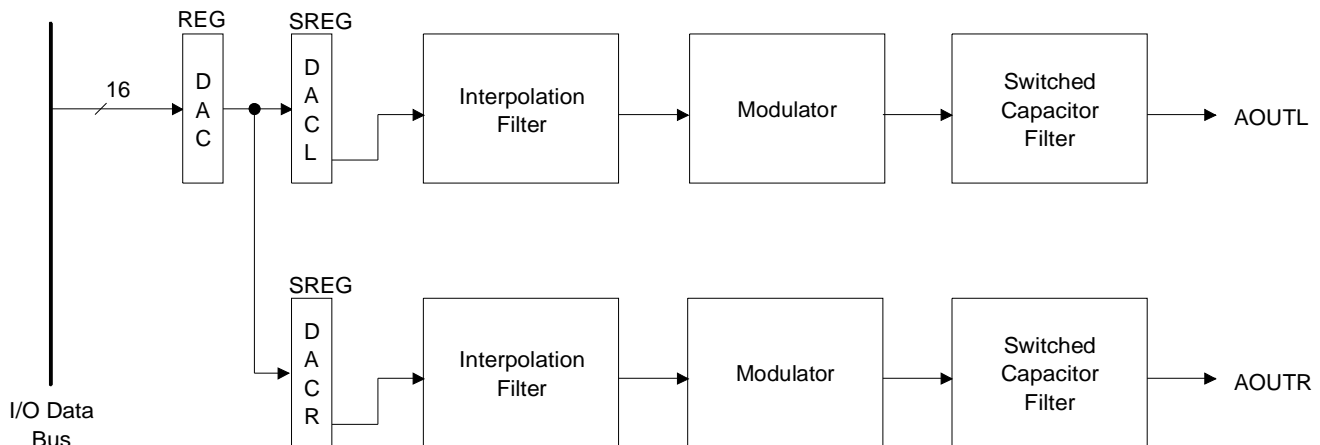 REG
SREG
16
D
A
C
D
A
C
L
Interpolation
Filter
Modulator
Switched
Capacitor
Filter
AOUTL
SREG
D
A
C
R
Interpolation
Filter
Modulator
Switched
Capacitor
Filter
AOUTR
I/O Data
Bus